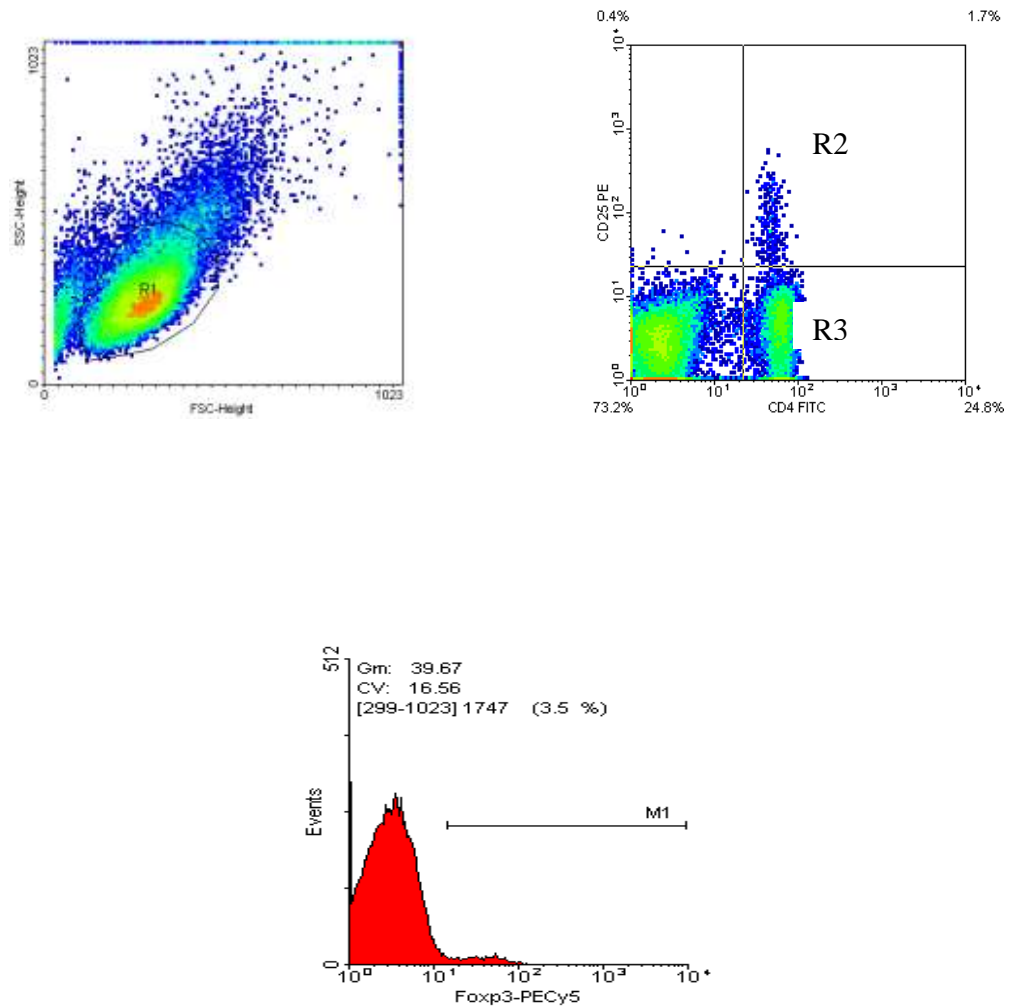 1023
SSC-Height
R1
0
0
1023
FSC-Height
0.4%
1.7%
10⁴
10³
CD25 PE
10²
10¹
10⁰
R2
R3
10⁰ 10¹ 10² 10³ 10⁴
73.2%
CD4 FITC
24.8%
512
Gm: 39.67
CV: 16.56
[299-1023] 1747 (3.5 %)
M1
Events
0
10⁰ 10¹ 10² 10³ 10⁴
Foxp3-PECy5